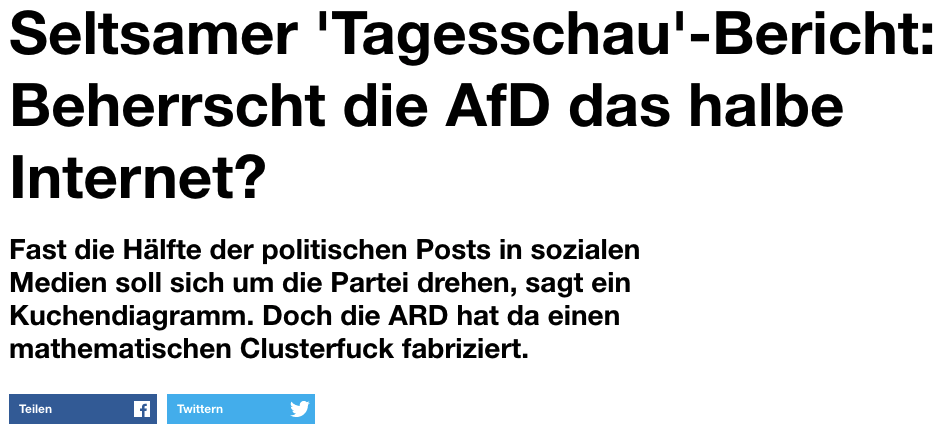 Seltsamer 'Tagesschau'-Bericht:
Beherrscht die AfD das halbe
Internet?
Fast die Hälfte der politischen Posts in sozialen
Medien soll sich um die Partei drehen, sagt ein
Kuchendiagramm. Doch die ARD hat da einen
mathematischen Clusterfuck fabriziert.
Teilen
Twittern